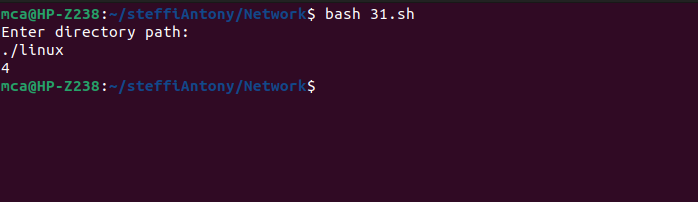 mca@HP-Z238:~/steffiAntony/Network$ bash 31.sh
Enter directory path:
./linux
4
mca@HP-Z238:~/steffiAntony/Network$